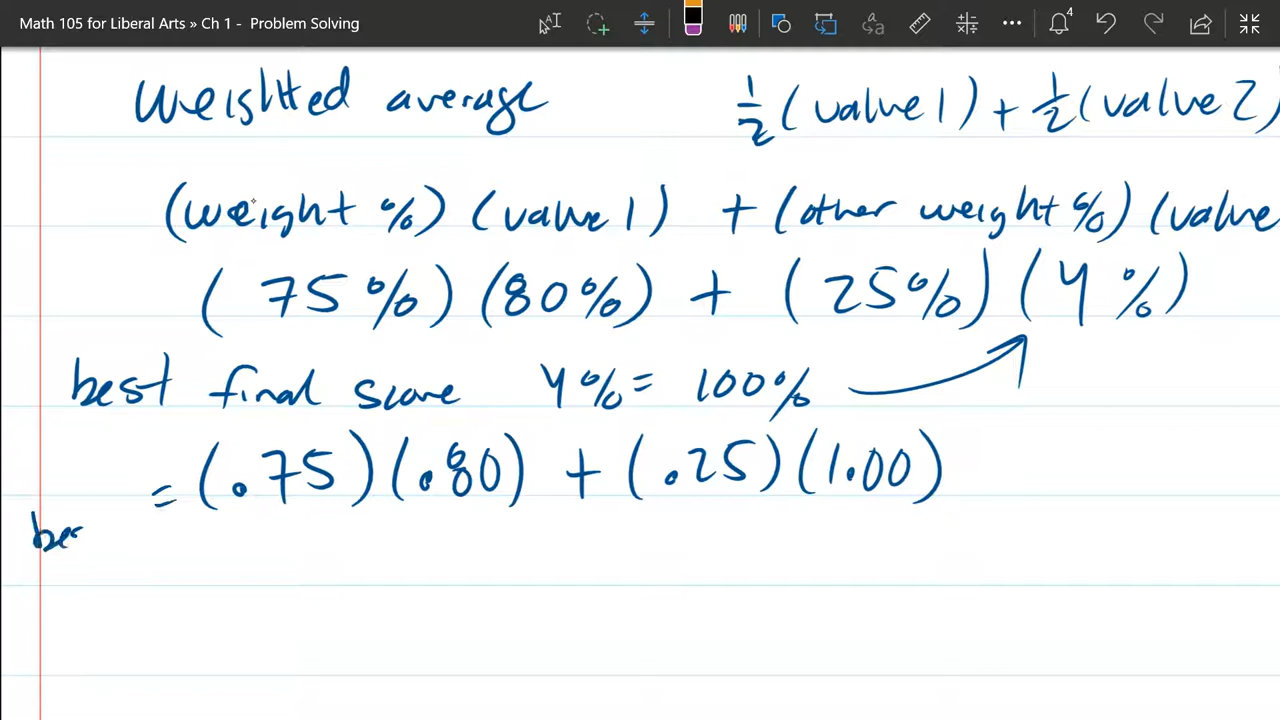 Math 105 for Liberal Arts » Ch 1 - Problem Solving
4
Weighted average ½(value 1) + ½(value 2)
(weight %)(value 1) + (other weight %)(value
(75%)(80%) + (25%)(y%)
best final score y% = 100%
= (.75)(.80) + (.25)(1.00)
bes